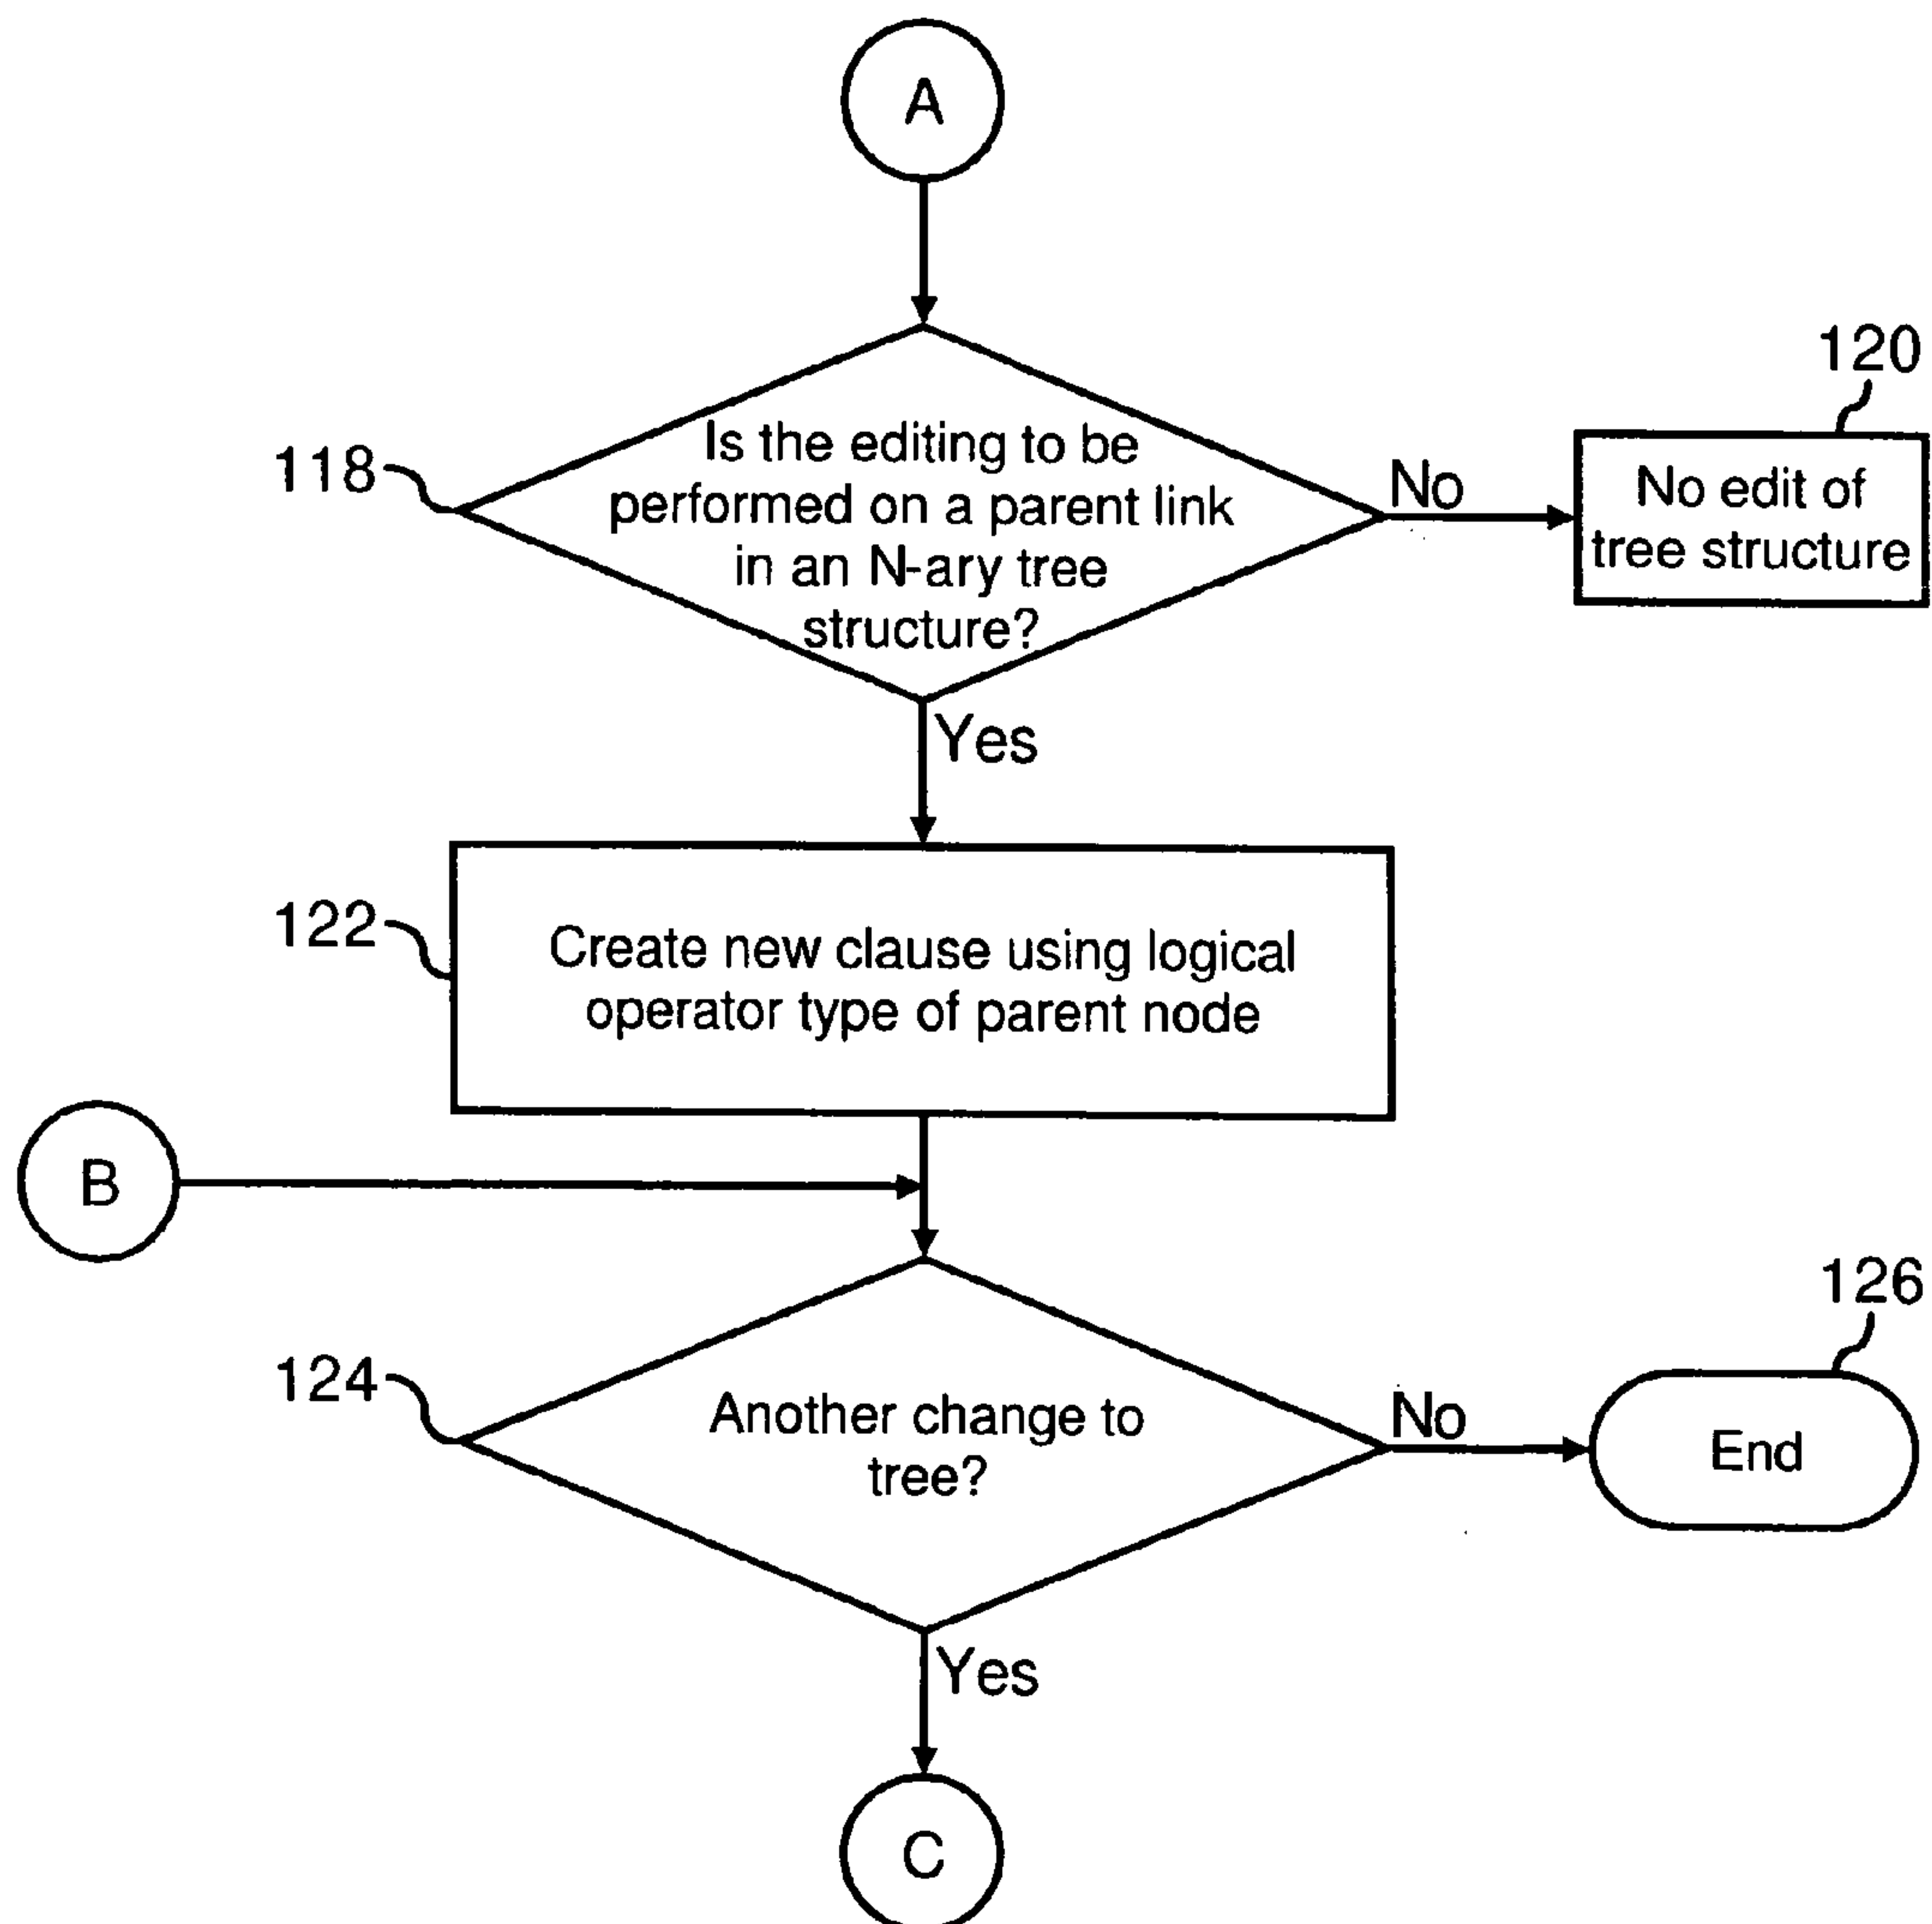 A
118
Is the editing to be
performed on a parent link
in an N-ary tree
structure?
No
120
No edit of
tree structure
Yes
122
Create new clause using logical
operator type of parent node
B
124
Another change to
tree?
No
126
End
Yes
C